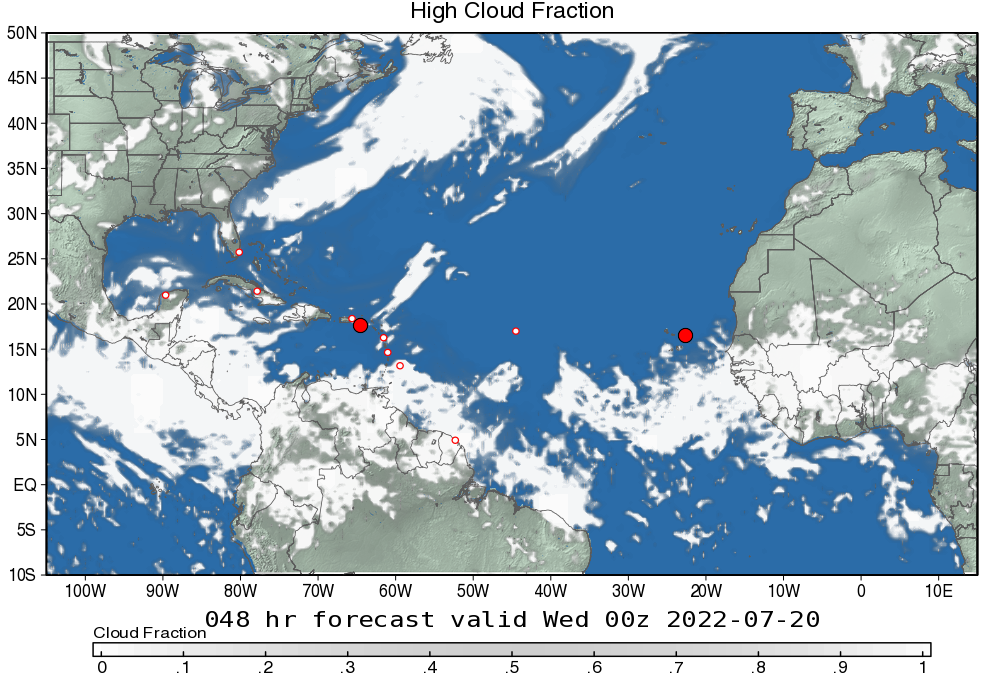 High Cloud Fraction
50N
45N
40N
35N
30N
25N
20N
15N
10N
5N
EQ
5S
10S
100W 90W 80W 70W 60W 50W 40W 30W 20W 10W 0 10E
048 hr forecast valid Wed 00z 2022-07-20
Cloud Fraction
0 .1 .2 .3 .4 .5 .6 .7 .8 .9 1